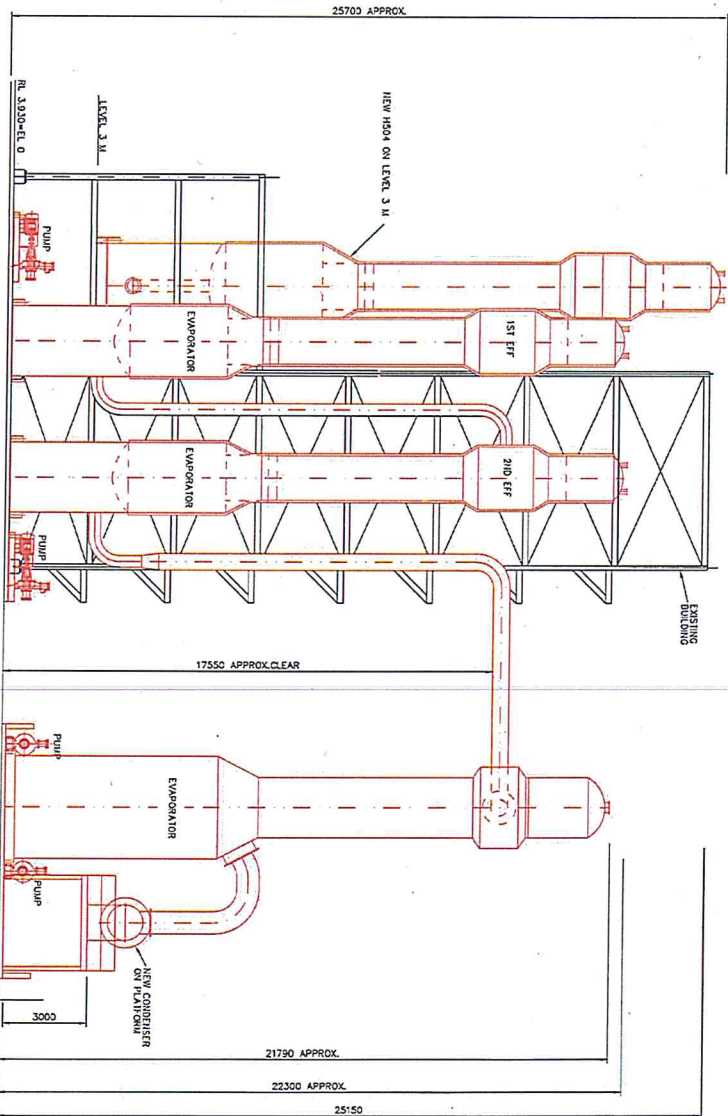 25700 APPROX.
RL 3.930=EL 0
LEVEL 3 M
NEW H504 ON LEVEL 3 M
PUMP
EVAPORATOR
1ST EFF
EVAPORATOR
2ND EFF
PUMP
EXISTING
BUILDING
17550 APPROX.CLEAR
PUMP
EVAPORATOR
PUMP
NEW CONDENSER
ON PLATFORM
3000
21790 APPROX.
22300 APPROX.
25150